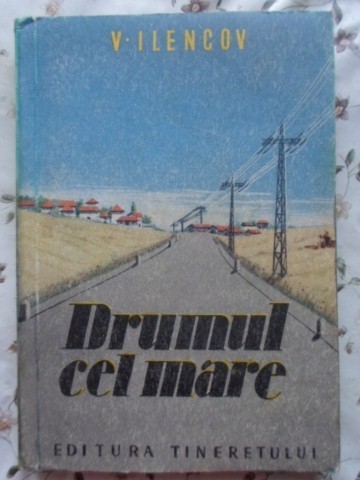 V. ILENCOV
Drumul
cel mare
EDITURA TINERETULUI